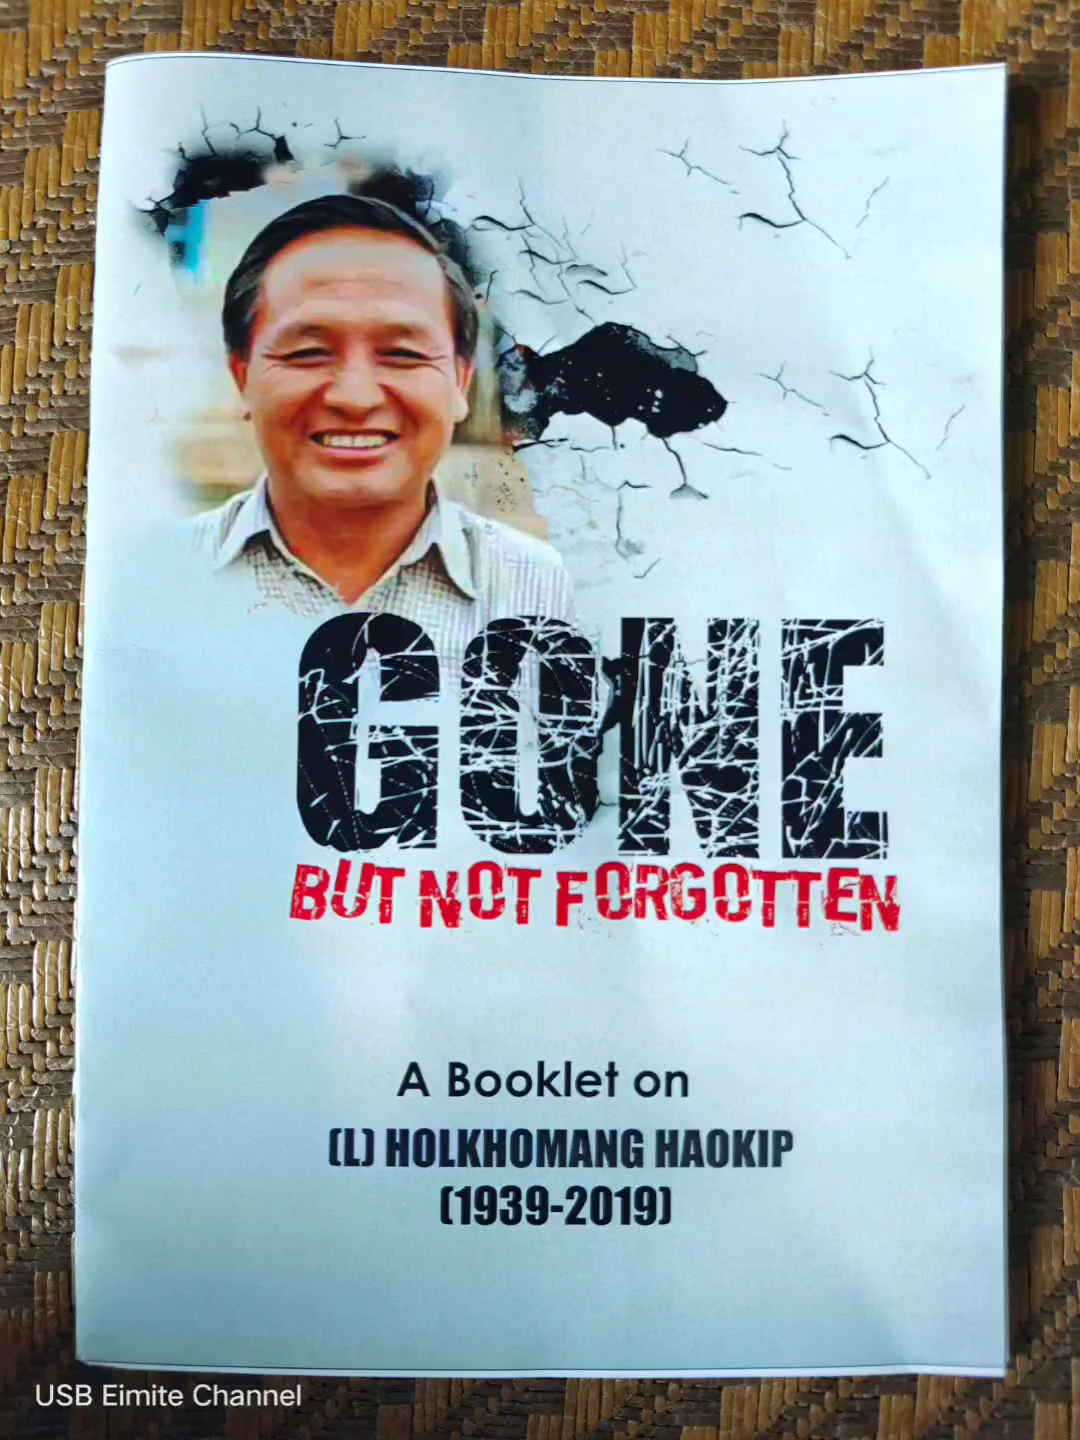 GONE
BUT NOT FORGOTTEN
A Booklet on
(L) HOLKHOMANG HAOKIP
(1939-2019)
USB Eimite Channel